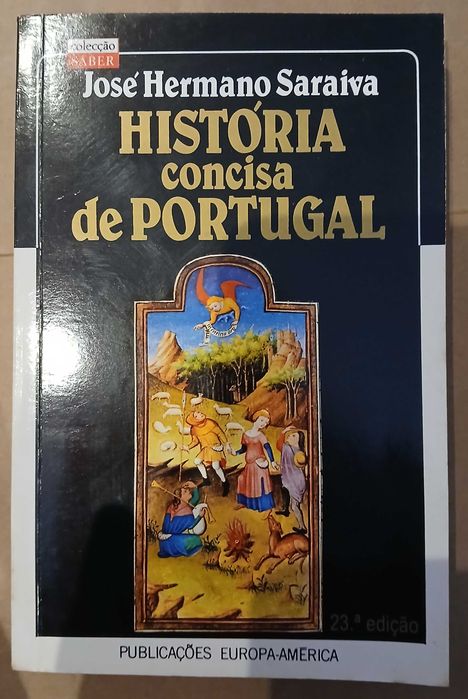 colecção
SABER
José Hermano Saraiva
HISTÓRIA
concisa
de PORTUGAL
23.ª edição
PUBLICAÇÕES EUROPA-AMÉRICA